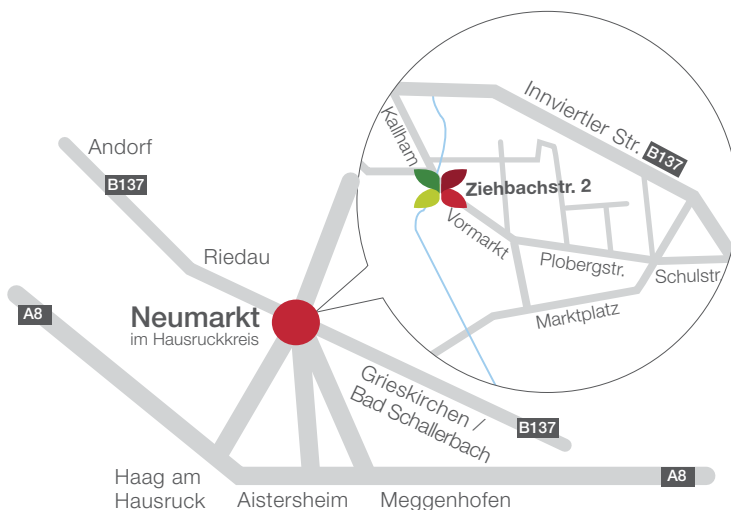 Andorf
B137
Riedau
A8
Neumarkt
im Hausruckkreis
Kallham
Innviertler Str. B137
Ziehbachstr. 2
Vormarkt
Plobergstr.
Schulstr.
Marktplatz
Grieskirchen /
Bad Schallerbach
B137
A8
Haag am
Hausruck
Aistersheim
Meggenhofen